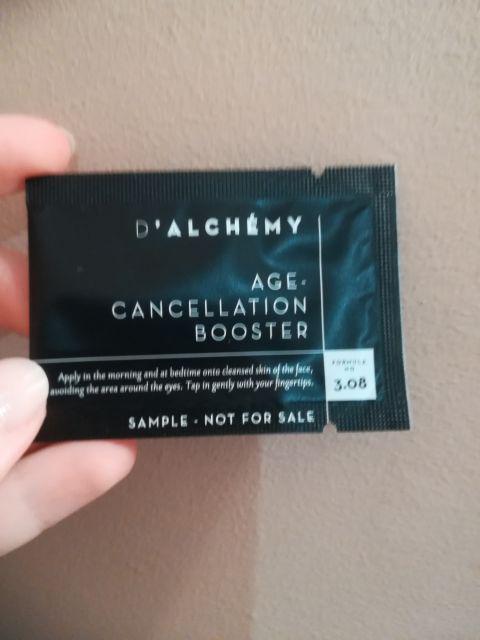 D'ALCHÉMY
AGE-
CANCELLATION
BOOSTER
Apply in the morning and at bedtime onto cleansed skin of the face,
avoiding the area around the eyes. Tap in gently with your fingertips.
FORMULA
NO
3.08
SAMPLE - NOT FOR SALE